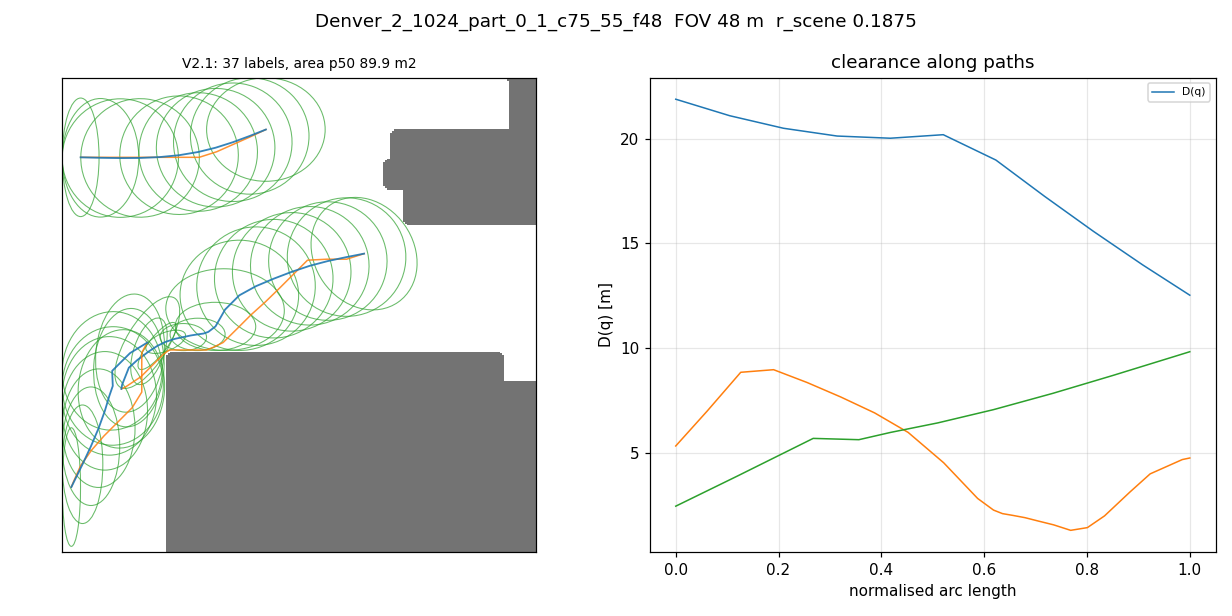 Denver_2_1024_part_0_1_c75_55_f48 FOV 48 m r_scene 0.1875
V2.1: 37 labels, area p50 89.9 m2
clearance along paths
D(q)
D(q) [m]
20
15
10
5
0.0 0.2 0.4 0.6 0.8 1.0
normalised arc length